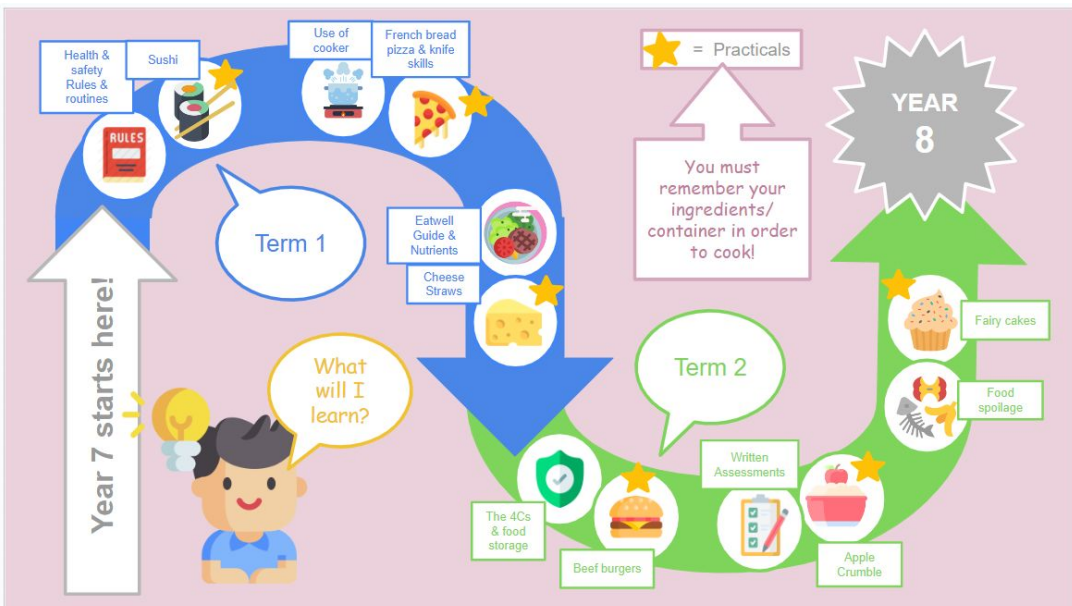 Year 7 starts here!
Health &
safety
Rules &
routines
RULES
Sushi
Use of
cooker
French bread
pizza & knife
skills
Term 1
Eatwell
Guide &
Nutrients
Cheese
Straws
What
will I
learn?
= Practicals
You must
remember your
ingredients/
container in order
to cook!
Term 2
The 4Cs
& food
storage
Beef burgers
Written
Assessments
Apple
Crumble
Food
spoilage
Fairy cakes
YEAR
8